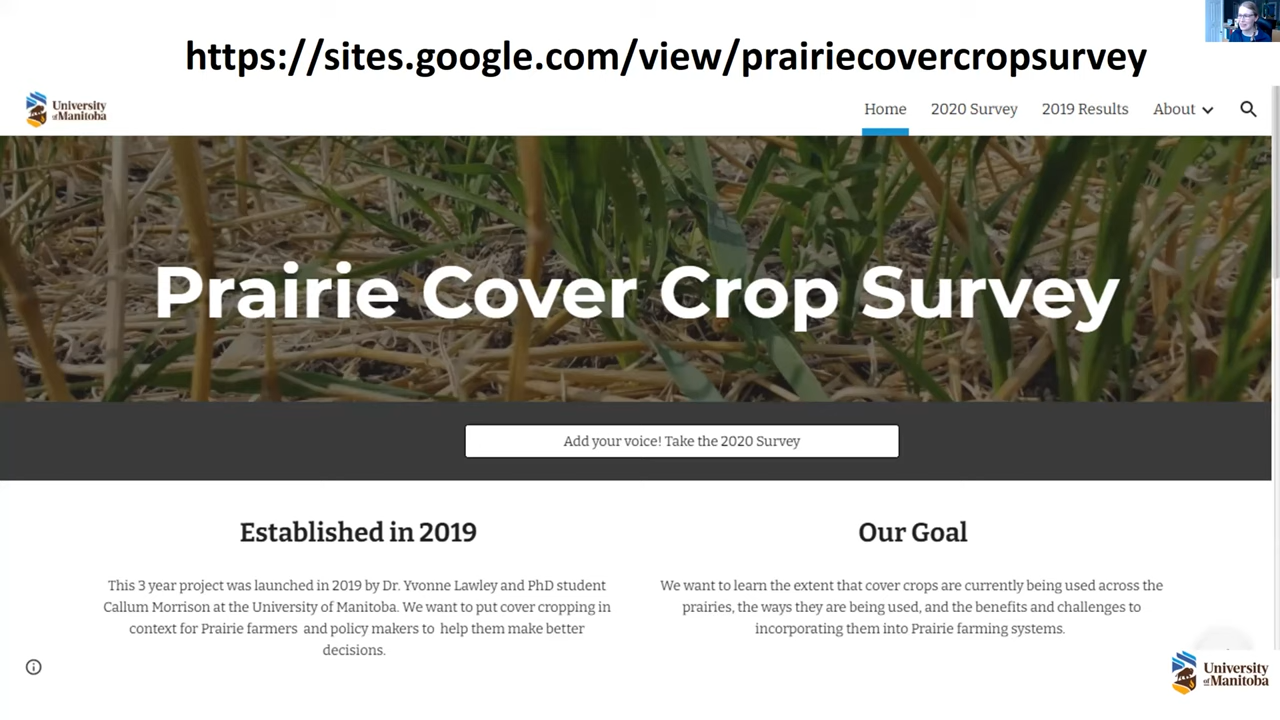 https://sites.google.com/view/prairiecovercropsurvey
University
of Manitoba
Home 2020 Survey 2019 Results About
Prairie Cover Crop Survey
Add your voice! Take the 2020 Survey
Established in 2019
This 3 year project was launched in 2019 by Dr. Yvonne Lawley and PhD student
Callum Morrison at the University of Manitoba. We want to put cover cropping in
context for Prairie farmers and policy makers to help them make better
decisions.
Our Goal
We want to learn the extent that cover crops are currently being used across the
prairies, the ways they are being used, and the benefits and challenges to
incorporating them into Prairie farming systems.
University
of Manitoba